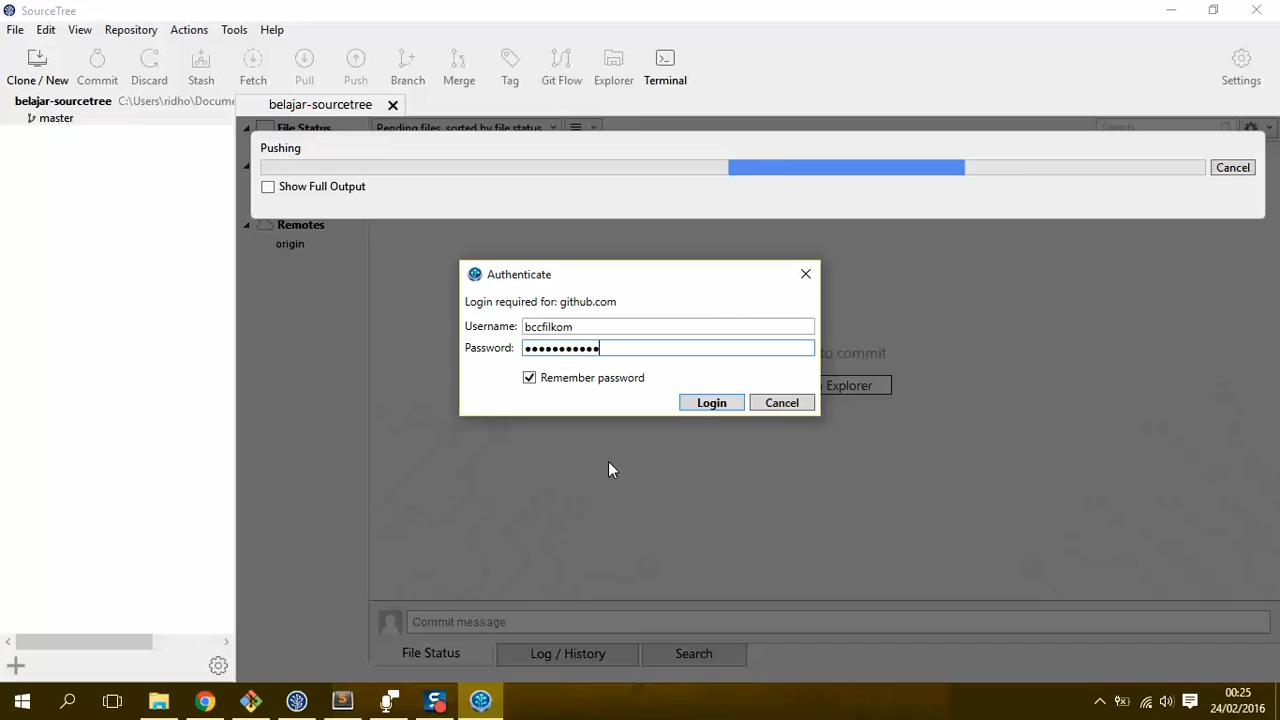 SourceTree
File Edit View Repository Actions Tools Help
Clone / New Commit Discard Stash Fetch Pull Push Branch Merge Tag Git Flow Explorer Terminal Settings
belajar-sourcetree C:\Users\ridho\Docume
master
belajar-sourcetree
File Status Pending files, sorted by file status Search
Pushing
Cancel
Show Full Output
Remotes
origin
Authenticate
Login required for: github.com
Username: bccfilkom
Password: ●●●●●●●●●●●
Remember password
Login Cancel
to commit
Explorer
Commit message
File Status Log / History Search
00:25
24/02/2016